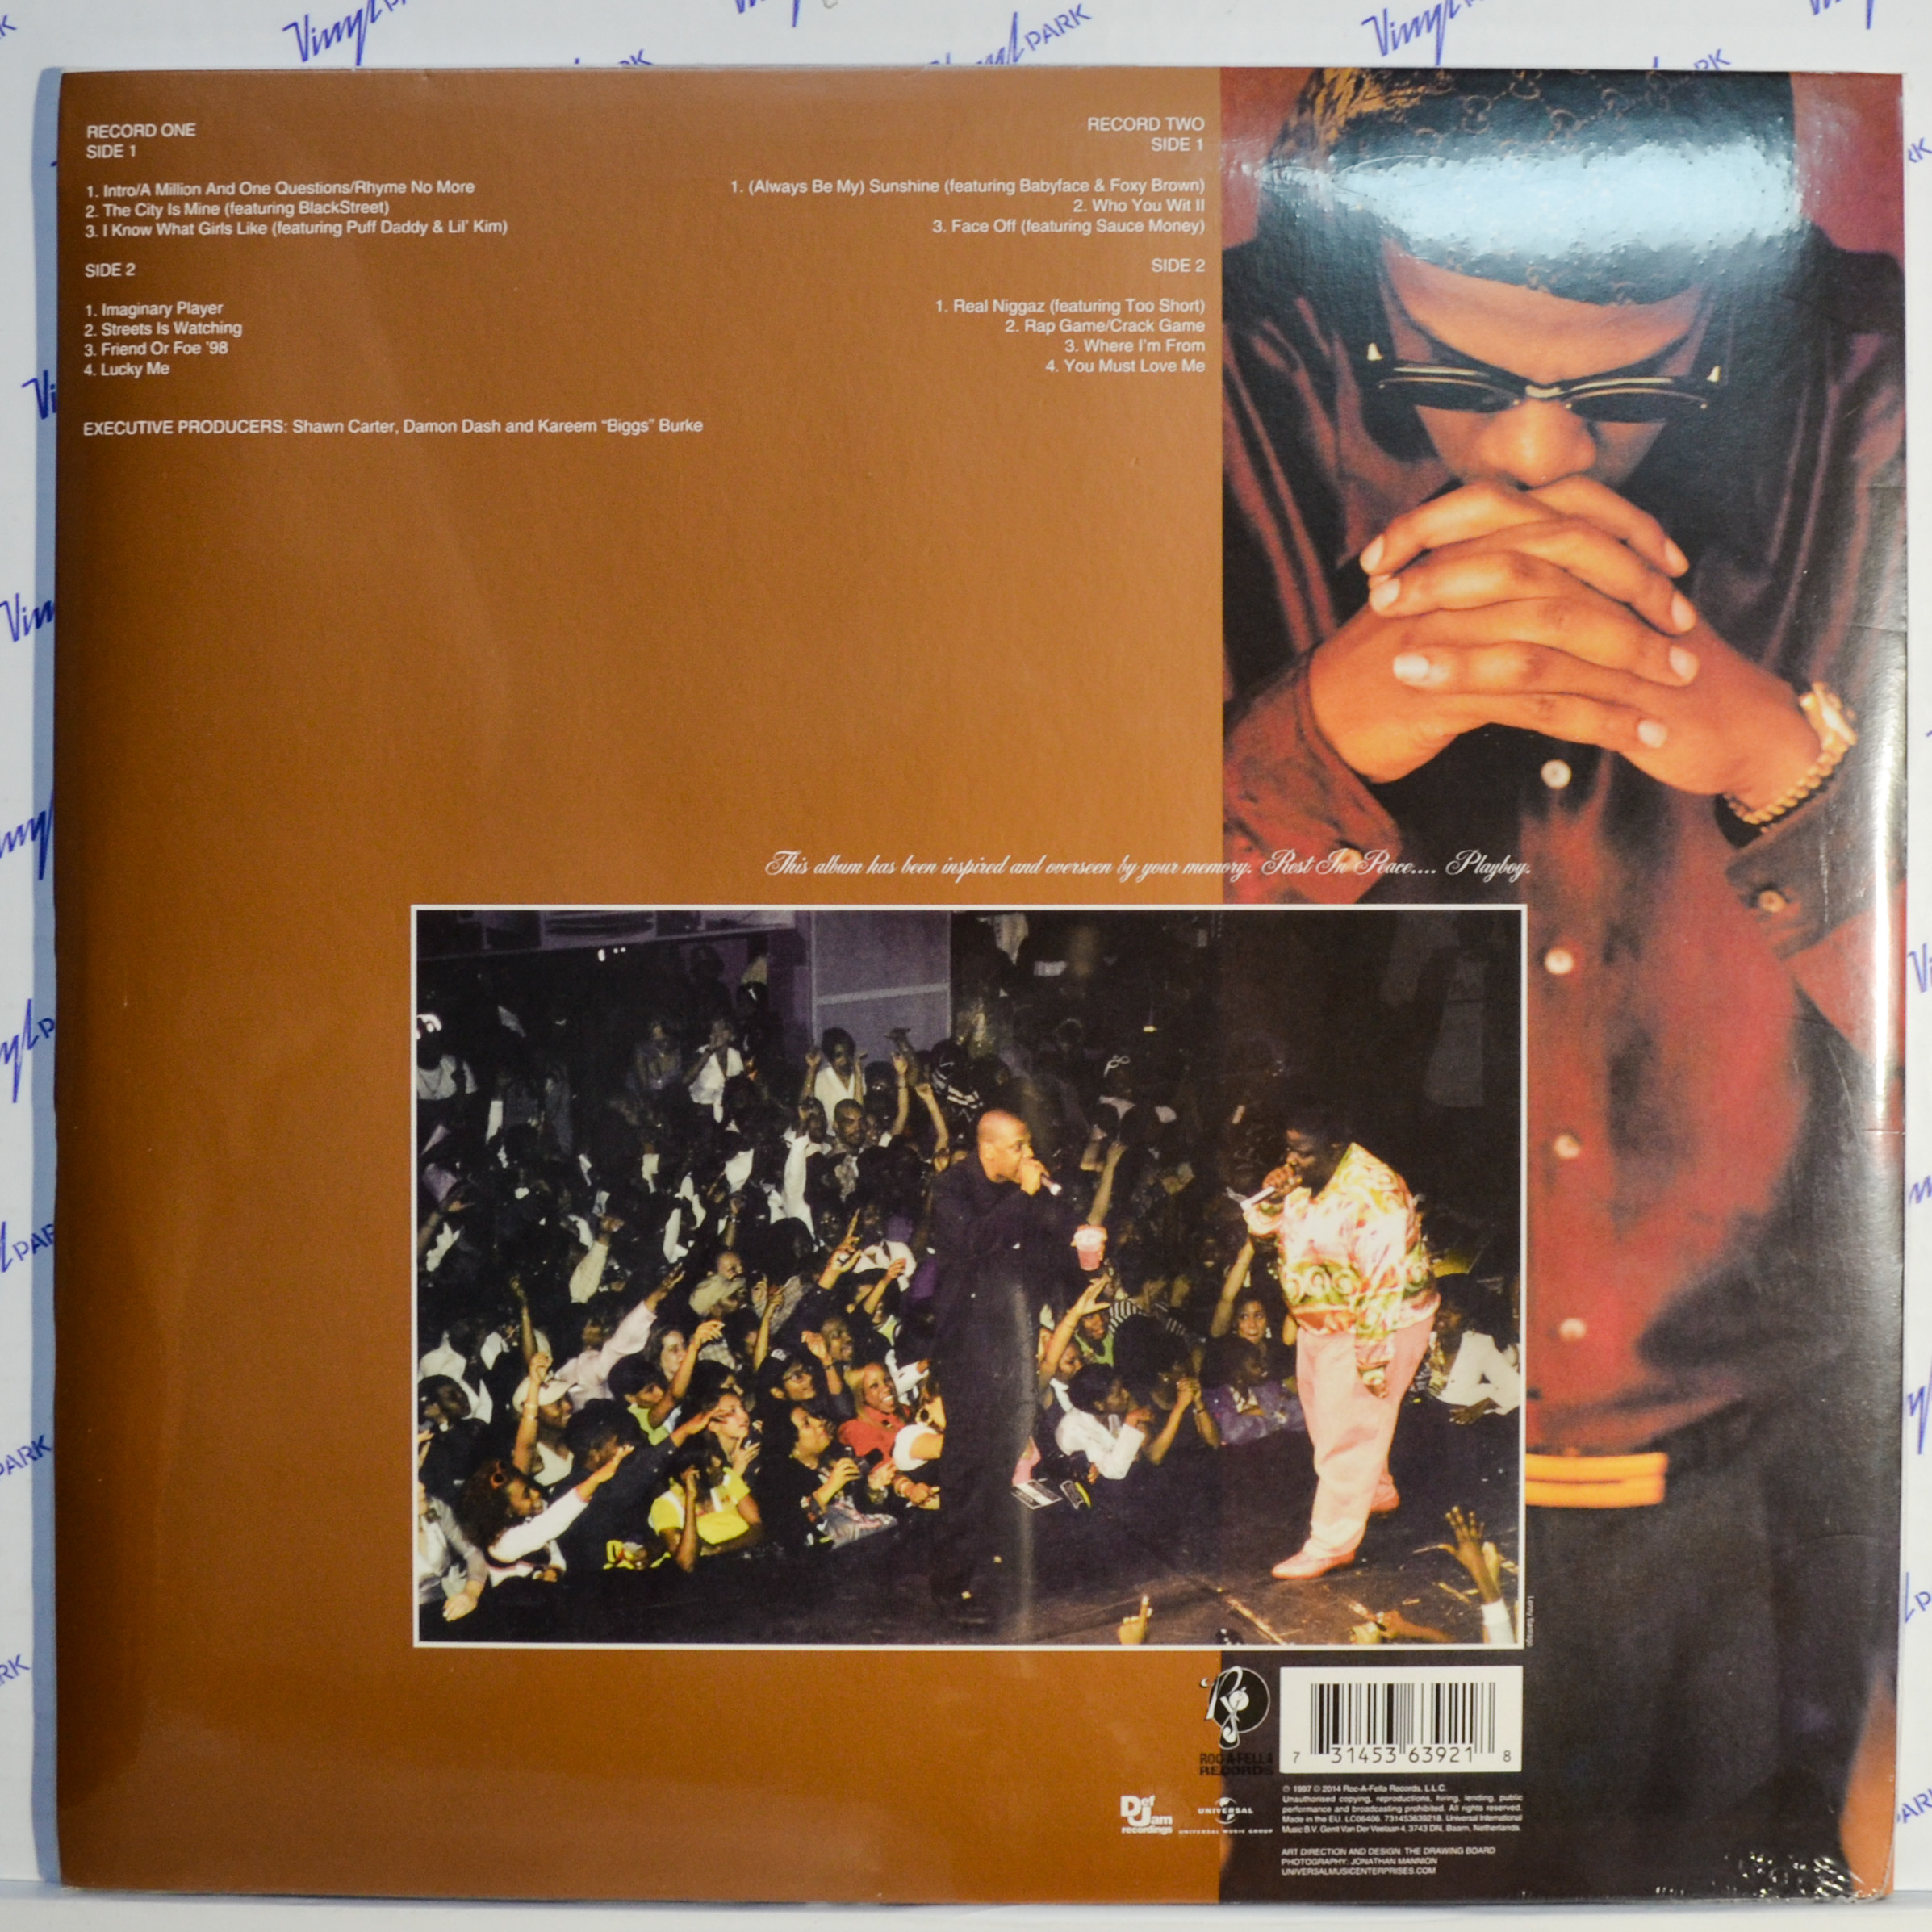 Vinyl PARK
RECORD ONE
SIDE 1
1. Intro/A Million And One Questions/Rhyme No More
2. The City Is Mine (featuring BlackStreet)
3. I Know What Girls Like (featuring Puff Daddy & Lil' Kim)
SIDE 2
1. Imaginary Player
2. Streets Is Watching
3. Friend Or Foe '98
4. Lucky Me
EXECUTIVE PRODUCERS: Shawn Carter, Damon Dash and Kareem "Biggs" Burke
RECORD TWO
SIDE 1
1. (Always Be My) Sunshine (featuring Babyface & Foxy Brown)
2. Who You Wit II
3. Face Off (featuring Sauce Money)
SIDE 2
1. Real Niggaz (featuring Too Short)
2. Rap Game/Crack Game
3. Where I'm From
4. You Must Love Me
This album has been inspired and overseen by your memory. Rest In Peace.... Playboy.
ROC-A-FELLA
RECORDS
7 31453 63921 8
Def
Jam
recordings
UNIVERSAL
UNIVERSAL MUSIC GROUP
℗ 1997 © 2014 Roc-A-Fella Records, L.L.C.
Unauthorised copying, reproductions, hiring, lending, public
performance and broadcasting prohibited. All rights reserved.
Made in the EU. LC06406. 731453639218. Universal International
Music B.V. Gerrit Van Der Veelaan 4, 3743 DN, Baarn, Netherlands.
ART DIRECTION AND DESIGN: THE DRAWING BOARD
PHOTOGRAPHY: JONATHAN MANNION
UNIVERSALMUSICENTERPRISES.COM